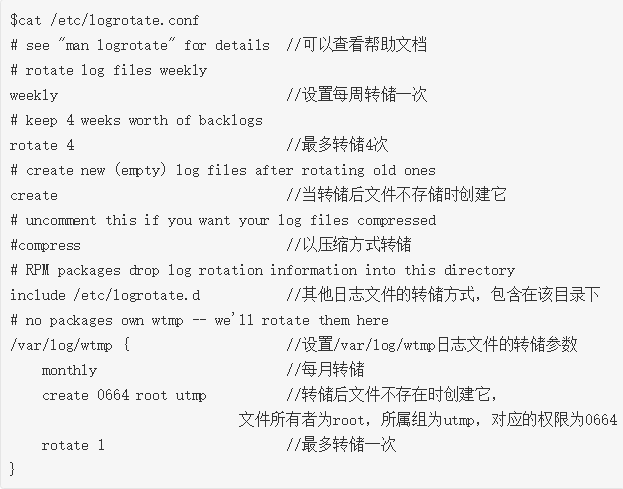 $cat /etc/logrotate.conf
# see "man logrotate" for details //可以查看帮助文档
# rotate log files weekly
weekly //设置每周转储一次
# keep 4 weeks worth of backlogs
rotate 4 //最多转储4次
# create new (empty) log files after rotating old ones
create //当转储后文件不存储时创建它
# uncomment this if you want your log files compressed
#compress //以压缩方式转储
# RPM packages drop log rotation information into this directory
include /etc/logrotate.d //其他日志文件的转储方式，包含在该目录下
# no packages own wtmp -- we'll rotate them here
/var/log/wtmp { //设置/var/log/wtmp日志文件的转储参数
monthly //每月转储
create 0664 root utmp //转储后文件不存在时创建它，
文件所有者为root，所属组为utmp，对应的权限为0664
rotate 1 //最多转储一次
}